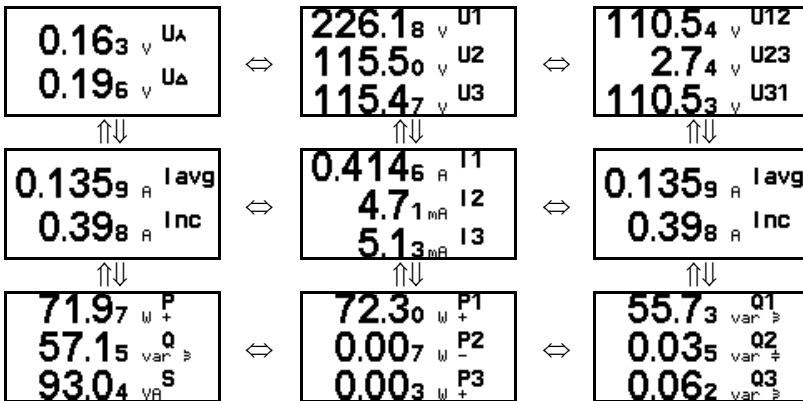 0.163 V U⅄ ⇔ 226.18 V U1 ⇔ 110.54 V U12
0.196 V U△ 115.50 V U2 2.74 V U23
115.47 V U3 110.53 V U31
⇑⇓ ⇑⇓ ⇑⇓
0.1359 A Iavg ⇔ 0.4146 A I1 ⇔ 0.1359 A Iavg
0.398 A Inc 4.71 mA I2 0.398 A Inc
5.13 mA I3
⇑⇓ ⇑⇓ ⇑⇓
71.97 W + P 72.30 W + P1 55.73 var Q1
57.15 var Q ⇔ 0.007 W - P2 ⇔ 0.035 var Q2
93.04 VA S 0.003 W + P3 0.062 var Q3